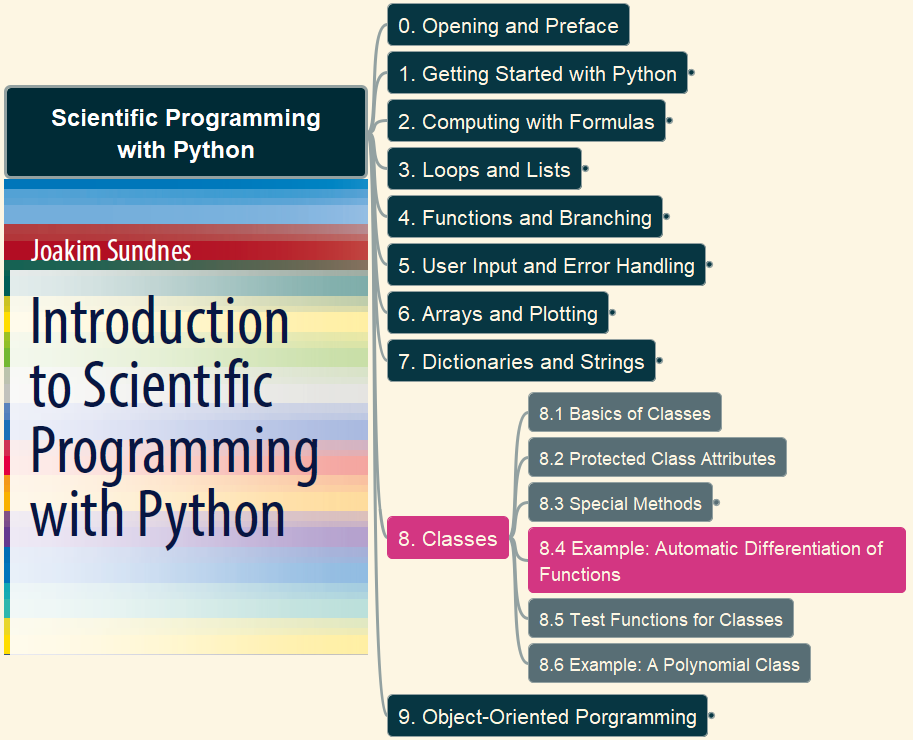 Scientific Programming
with Python
Joakim Sundnes
Introduction
to Scientific
Programming
with Python
0. Opening and Preface
1. Getting Started with Python
2. Computing with Formulas
3. Loops and Lists
4. Functions and Branching
5. User Input and Error Handling
6. Arrays and Plotting
7. Dictionaries and Strings
8. Classes
8.1 Basics of Classes
8.2 Protected Class Attributes
8.3 Special Methods
8.4 Example: Automatic Differentiation of
Functions
8.5 Test Functions for Classes
8.6 Example: A Polynomial Class
9. Object-Oriented Porgramming